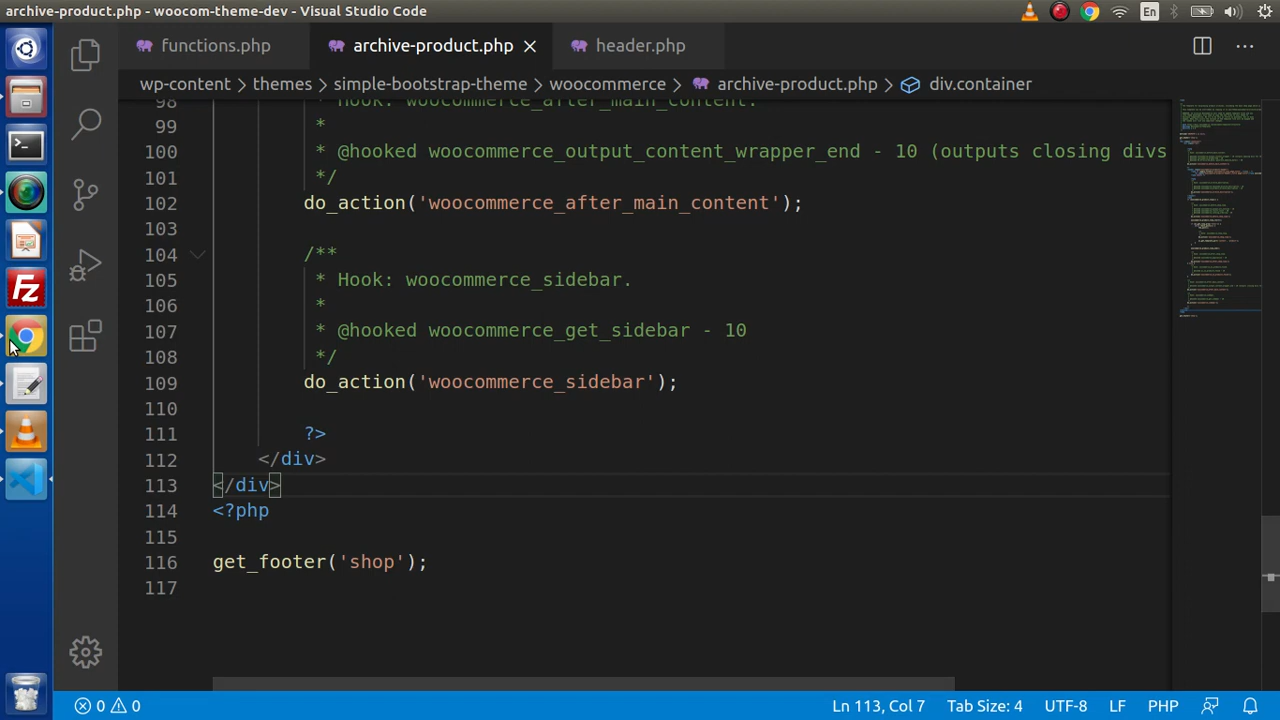 archive-product.php - woocom-theme-dev - Visual Studio Code
En
functions.php
archive-product.php
header.php
wp-content > themes > simple-bootstrap-theme > woocommerce > archive-product.php > div.container
98 * Hook: woocommerce_after_main_content.
99 *
100 * @hooked woocommerce_output_content_wrapper_end - 10 (outputs closing divs
101 */
102 do_action('woocommerce_after_main_content');
103
104 /**
105 * Hook: woocommerce_sidebar.
106 *
107 * @hooked woocommerce_get_sidebar - 10
108 */
109 do_action('woocommerce_sidebar');
110
111 ?>
112 </div>
113 </div>
114 <?php
115
116 get_footer('shop');
117
0 0 Ln 113, Col 7 Tab Size: 4 UTF-8 LF PHP